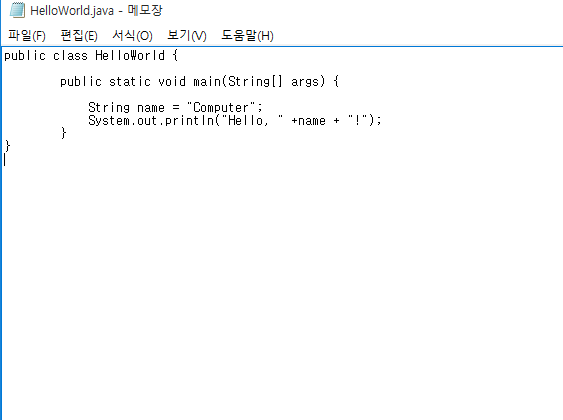 HelloWorld.java - 메모장
파일(F) 편집(E) 서식(O) 보기(V) 도움말(H)
public class HelloWorld {
public static void main(String[] args) {
String name = "Computer";
System.out.println("Hello, " +name + "!");
}
}